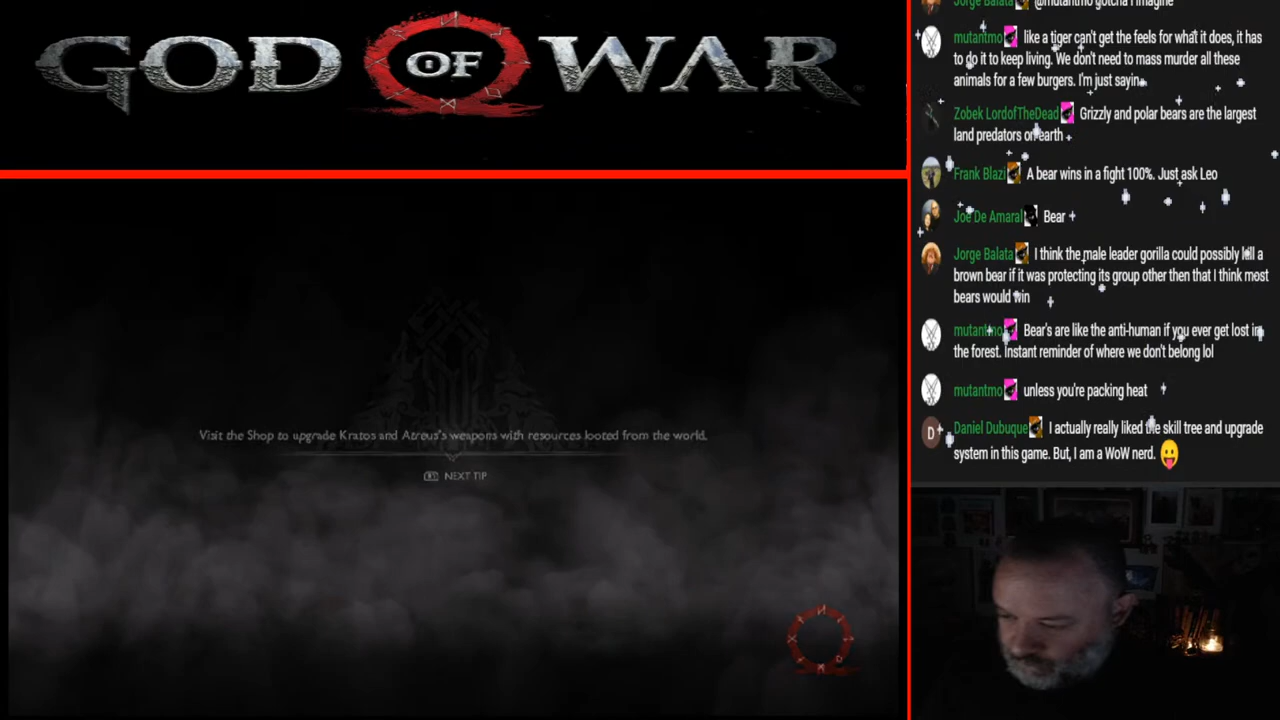 GOD OF WAR
Visit the Shop to upgrade Kratos and Atreus's weapons with resources looted from the world.
NEXT TIP
Jorge Balata @mutantmo gotcha I imagine
mutantmo like a tiger can't get the feels for what it does, it has
to do it to keep living. We don't need to mass murder all these
animals for a few burgers. I'm just sayin.
Zobek LordofTheDead Grizzly and polar bears are the largest
land predators on earth
Frank Blazi A bear wins in a fight 100%. Just ask Leo
Joe De Amaral Bear
Jorge Balata I think the male leader gorilla could possibly kill a
brown bear if it was protecting its group other then that I think most
bears would win
mutantmo Bear's are like the anti-human if you ever get lost in
the forest. Instant reminder of where we don't belong lol
mutantmo unless you're packing heat
D Daniel Dubuque I actually really liked the skill tree and upgrade
system in this game. But, I am a WoW nerd. 😛